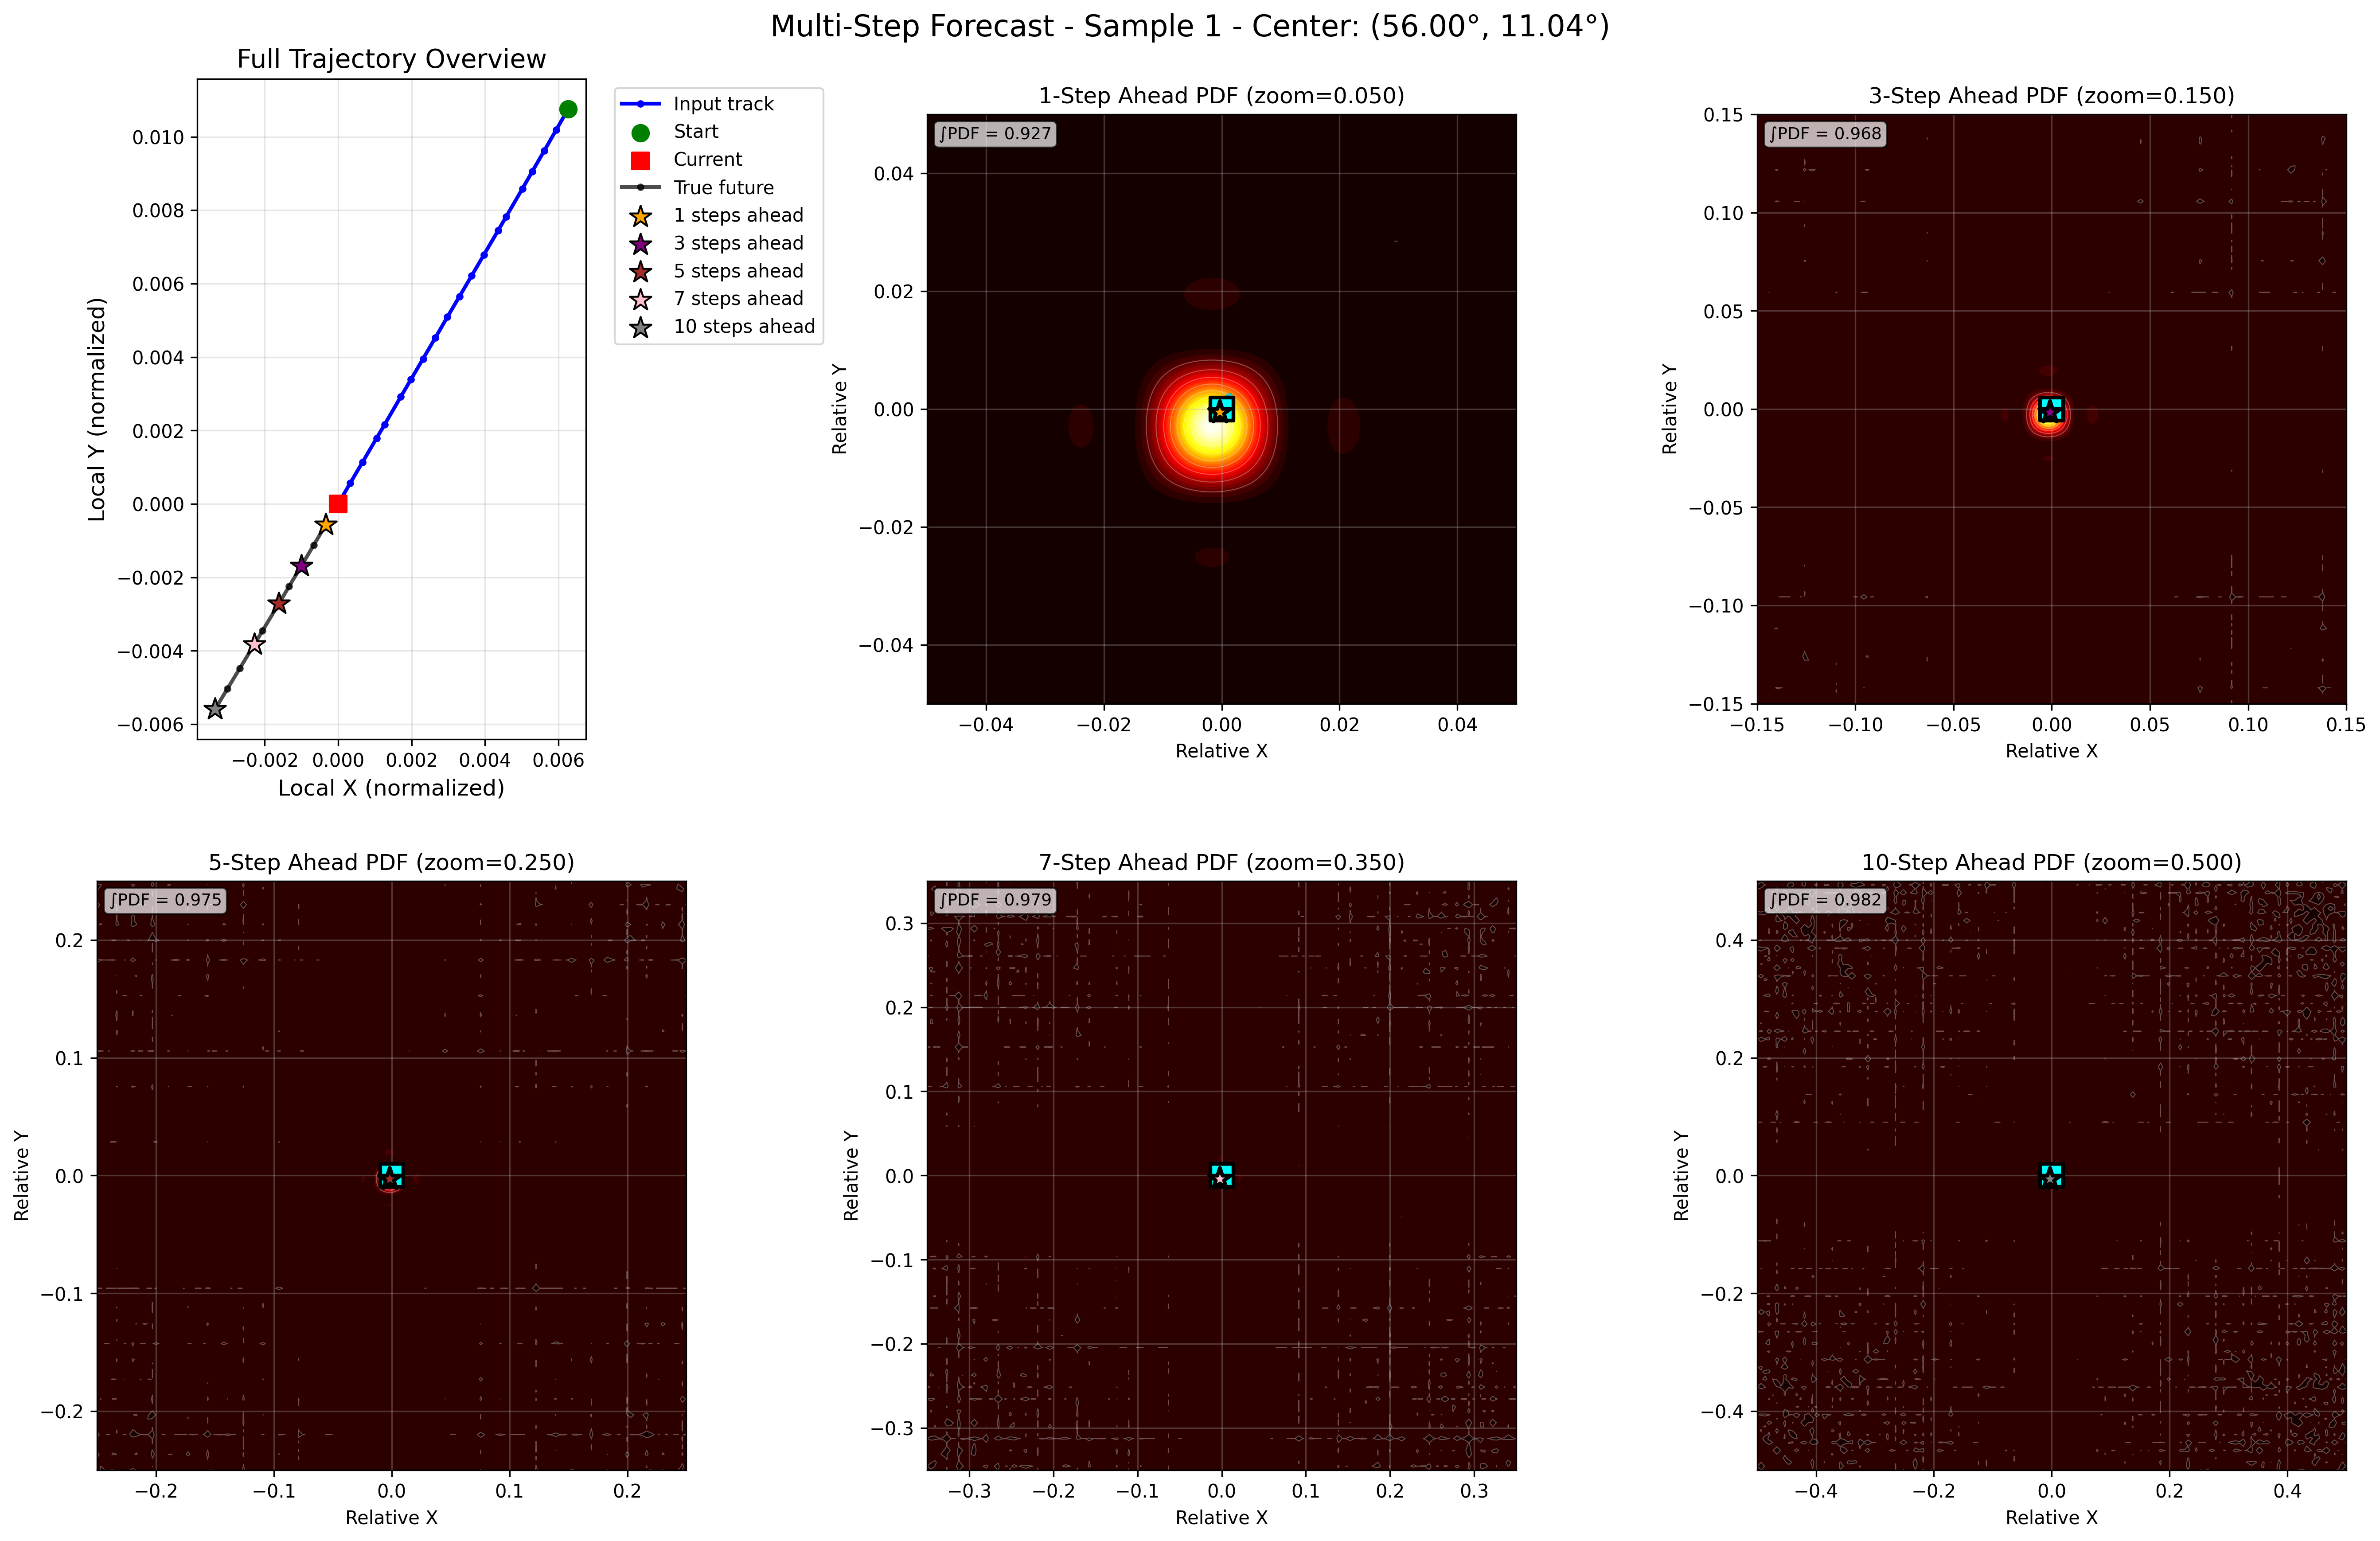 Multi-Step Forecast - Sample 1 - Center: (56.00°, 11.04°)
Full Trajectory Overview
0.010
0.008
0.006
0.004
0.002
0.000
−0.002
−0.004
−0.006
−0.002 0.000 0.002 0.004 0.006
Local X (normalized)
Local Y (normalized)
Input track
Start
Current
True future
1 steps ahead
3 steps ahead
5 steps ahead
7 steps ahead
10 steps ahead
1-Step Ahead PDF (zoom=0.050)
∫PDF = 0.927
0.04
0.02
0.00
−0.02
−0.04
−0.04 −0.02 0.00 0.02 0.04
Relative X
Relative Y
3-Step Ahead PDF (zoom=0.150)
∫PDF = 0.968
0.15
0.10
0.05
0.00
−0.05
−0.10
−0.15
−0.15 −0.10 −0.05 0.00 0.05 0.10 0.15
Relative X
Relative Y
5-Step Ahead PDF (zoom=0.250)
∫PDF = 0.975
0.2
0.1
0.0
−0.1
−0.2
−0.2 −0.1 0.0 0.1 0.2
Relative X
Relative Y
7-Step Ahead PDF (zoom=0.350)
∫PDF = 0.979
0.3
0.2
0.1
0.0
−0.1
−0.2
−0.3
−0.3 −0.2 −0.1 0.0 0.1 0.2 0.3
Relative X
Relative Y
10-Step Ahead PDF (zoom=0.500)
∫PDF = 0.982
0.4
0.2
0.0
−0.2
−0.4
−0.4 −0.2 0.0 0.2 0.4
Relative X
Relative Y